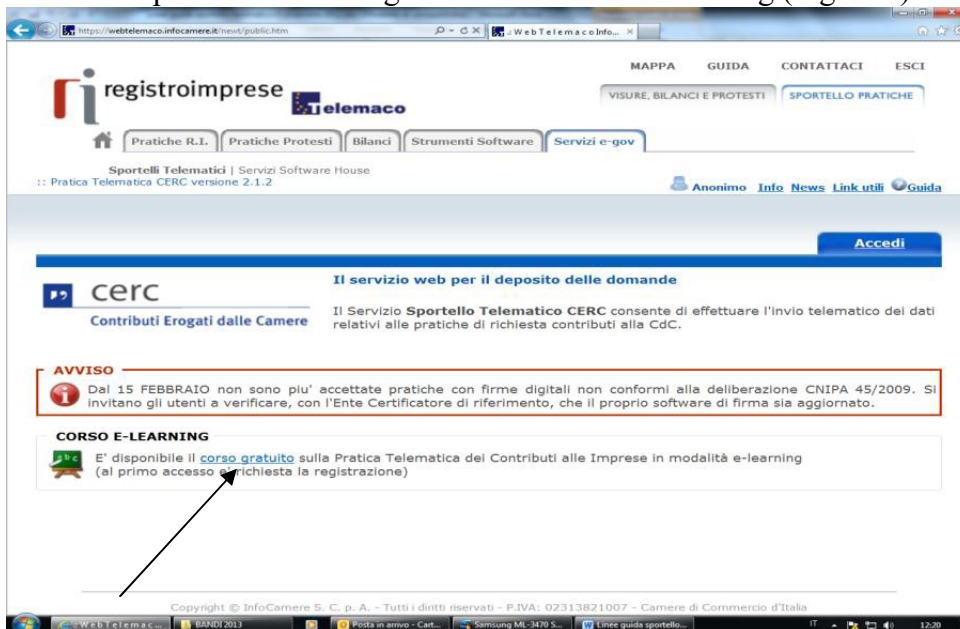 https://webtelemaco.infocamere.it/newt/public.htm
WebTelemacoInfo...
MAPPA GUIDA CONTATTACI ESCI
registroimprese
Telemaco
VISURE, BILANCI E PROTESTI SPORTELLO PRATICHE
Pratiche R.I. Pratiche Protesti Bilanci Strumenti Software Servizi e-gov
Sportelli Telematici | Servizi Software House
:: Pratica Telematica CERC versione 2.1.2
Anonimo Info News Link utili Guida
Accedi
cerc
Contributi Erogati dalle Camere
Il servizio web per il deposito delle domande
Il Servizio Sportello Telematico CERC consente di effettuare l'invio telematico dei dati
relativi alle pratiche di richiesta contributi alla CdC.
AVVISO
Dal 15 FEBBRAIO non sono piu' accettate pratiche con firme digitali non conformi alla deliberazione CNIPA 45/2009. Si
invitano gli utenti a verificare, con l'Ente Certificatore di riferimento, che il proprio software di firma sia aggiornato.
CORSO E-LEARNING
E' disponibile il corso gratuito sulla Pratica Telematica dei Contributi alle Imprese in modalità e-learning
(al primo accesso e' richiesta la registrazione)
Copyright © InfoCamere S. C. p. A. - Tutti i diritti riservati - P.IVA: 02313821007 - Camere di Commercio d'Italia
WebTelemac... BANDI 2013 Posta in arrivo - Cart... Samsung ML-3470 S... Linee guida sportello... IT 12:20